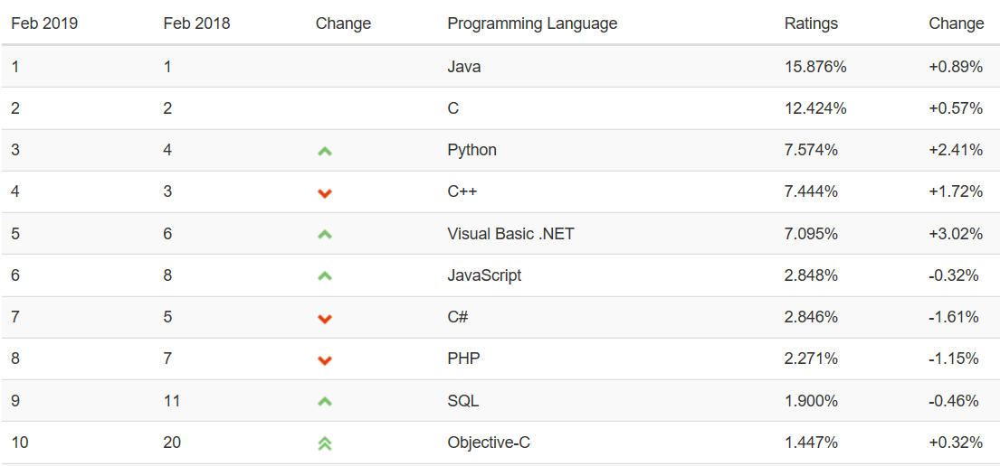 Feb 2019 Feb 2018 Change Programming Language Ratings Change
1 1 Java 15.876% +0.89%
2 2 C 12.424% +0.57%
3 4 Python 7.574% +2.41%
4 3 C++ 7.444% +1.72%
5 6 Visual Basic .NET 7.095% +3.02%
6 8 JavaScript 2.848% -0.32%
7 5 C# 2.846% -1.61%
8 7 PHP 2.271% -1.15%
9 11 SQL 1.900% -0.46%
10 20 Objective-C 1.447% +0.32%